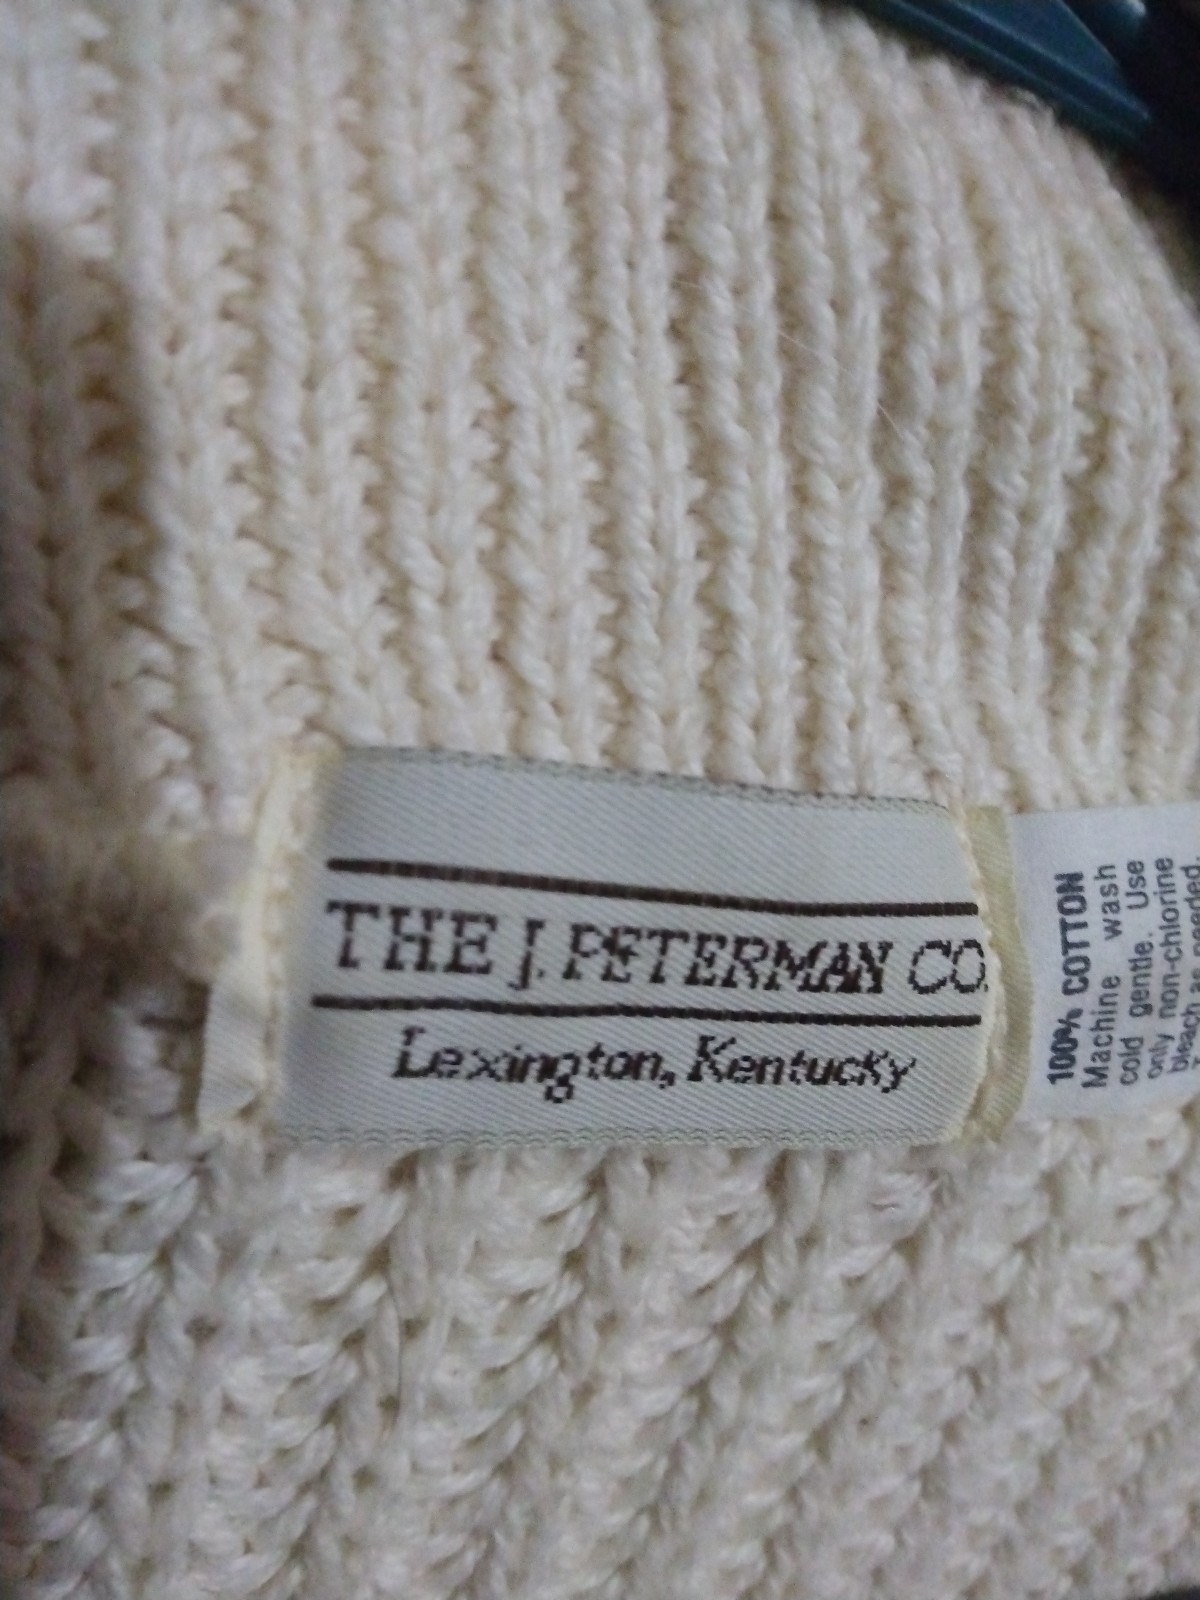 THE J. PETERMAN CO.
Lexington, Kentucky
100% COTTON
Machine wash
cold gentle. Use
only non-chlorine
bleach as needed.